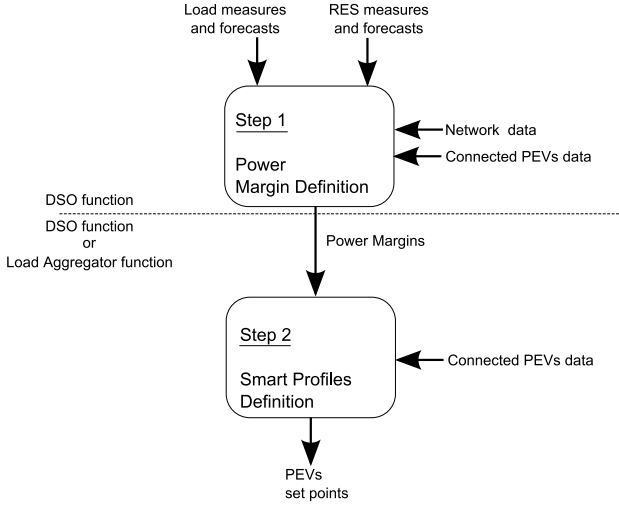 Load measures
and forecasts
RES measures
and forecasts
Step 1
Power
Margin Definition
Network data
Connected PEVs data
DSO function
DSO function
or
Load Aggregator function
Power Margins
Step 2
Smart Profiles
Definition
Connected PEVs data
PEVs
set points